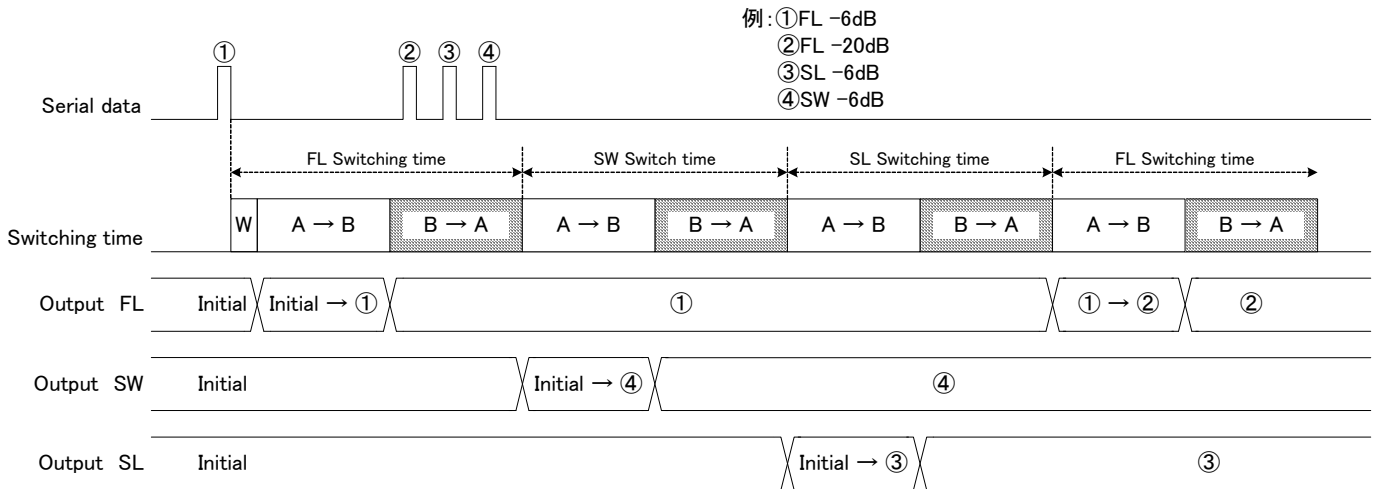 例:①FL −6dB
②FL −20dB
③SL −6dB
④SW −6dB
① ② ③ ④
Serial data
FL Switching time SW Switch time SL Switching time FL Switching time
Switching time W A → B B → A A → B B → A A → B B → A A → B B → A
Output FL Initial Initial → ① ① ① → ② ②
Output SW Initial Initial → ④ ④
Output SL Initial Initial → ③ ③